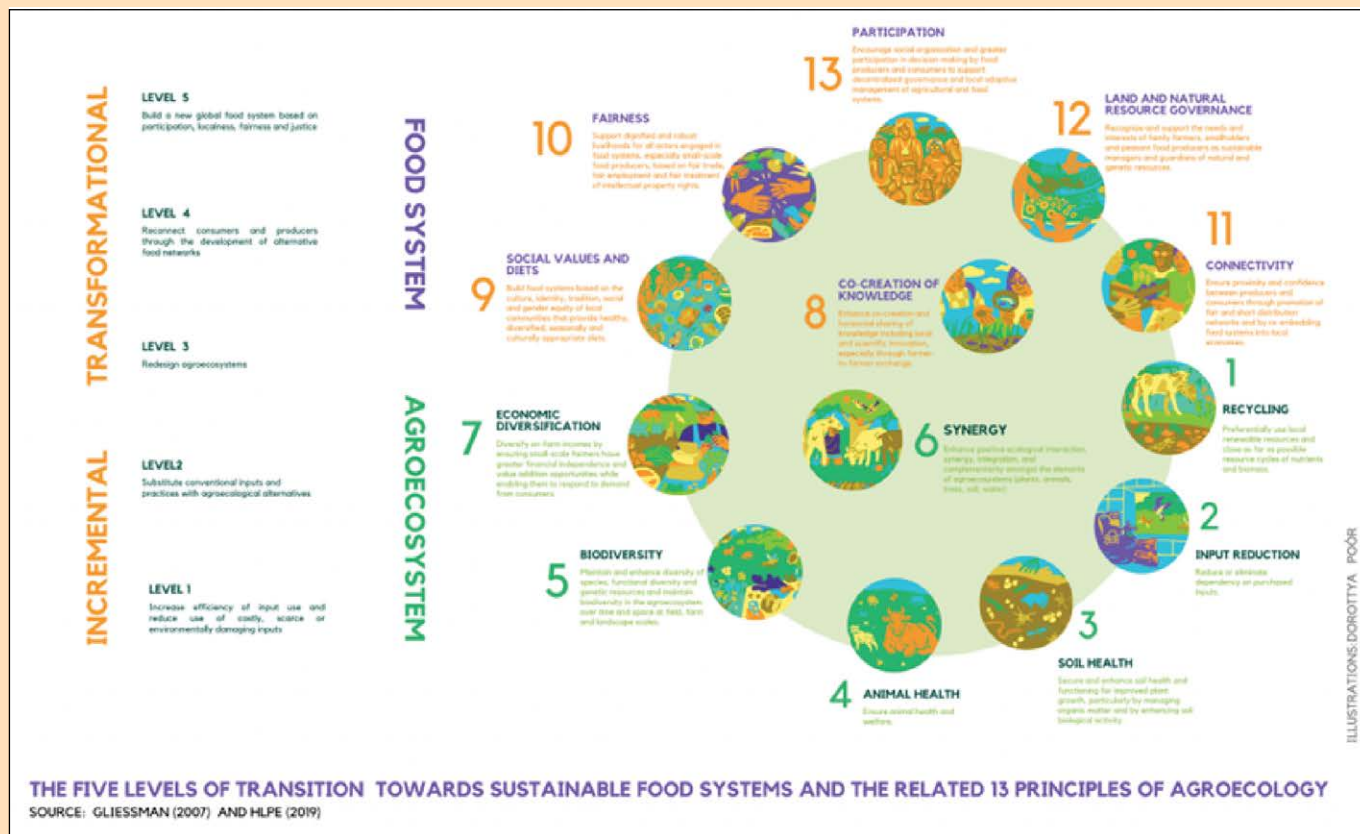 TRANSFORMATIONAL
INCREMENTAL
LEVEL 5
Build a new global food system based on
participation, localness, fairness and justice
LEVEL 4
Reconnect consumers and producers
through the development of alternative
food networks
LEVEL 3
Redesign agroecosystems
LEVEL2
Substitute conventional inputs and
practices with agroecological alternatives
LEVEL 1
Increase efficiency of input use and
reduce use of costly, scarce or
environmentally damaging inputs
FOOD SYSTEM
AGROECOSYSTEM
13
PARTICIPATION
Encourage social organization and greater
participation in decision making by food
producers and consumers to support
decentralized governance and local adaptive
management of agricultural and food
systems.
12
LAND AND NATURAL
RESOURCE GOVERNANCE
Recognize and support the needs and
interests of family farmers, smallholders
and peasant food producers as sustainable
managers and guardians of natural and
genetic resources.
10
FAIRNESS
Support dignified and robust
livelihoods for all actors engaged in
food systems, especially small-scale
food producers, based on fair trade,
fair employment and fair treatment
of intellectual property rights.
11
CONNECTIVITY
Ensure proximity and confidence
between producers and
consumers through promotion of
fair and short distribution
networks and by re-embedding
food systems into local
economies.
9
SOCIAL VALUES AND
DIETS
Build food systems based on the
culture, identity, tradition, social
and gender equity of local
communities that provide healthy,
diversified, seasonally and
culturally appropriate diets.
8
CO-CREATION OF
KNOWLEDGE
Enhance co-creation and
horizontal sharing of
knowledge including local
and scientific innovation,
especially through farmer-
to-farmer exchange.
1
RECYCLING
Preferentially use local
renewable resources and
close as far as possible
resource cycles of nutrients
and biomass.
7
ECONOMIC
DIVERSIFICATION
Diversify on-farm incomes by
ensuring small-scale farmers have
greater financial independence and
value addition opportunities while
enabling them to respond to demand
from consumers.
6
SYNERGY
Enhance positive ecological interaction,
synergy, integration, and
complementarity amongst the elements
of agroecosystems (plants, animals,
trees, soil, water)
2
INPUT REDUCTION
Reduce or eliminate
dependency on purchased
inputs.
5
BIODIVERSITY
Maintain and enhance diversity of
species, functional diversity and
genetic resources and maintain
biodiversity in the agroecosystem
over time and space at field, farm
and landscape scales.
3
SOIL HEALTH
Secure and enhance soil health and
functioning for improved plant
growth, particularly by managing
organic matter and by enhancing soil
biological activity.
4
ANIMAL HEALTH
Ensure animal health and
welfare.
ILLUSTRATIONS:DOROTTYA POÓR
THE FIVE LEVELS OF TRANSITION TOWARDS SUSTAINABLE FOOD SYSTEMS AND THE RELATED 13 PRINCIPLES OF AGROECOLOGY
SOURCE: GLIESSMAN (2007) AND HLPE (2019)